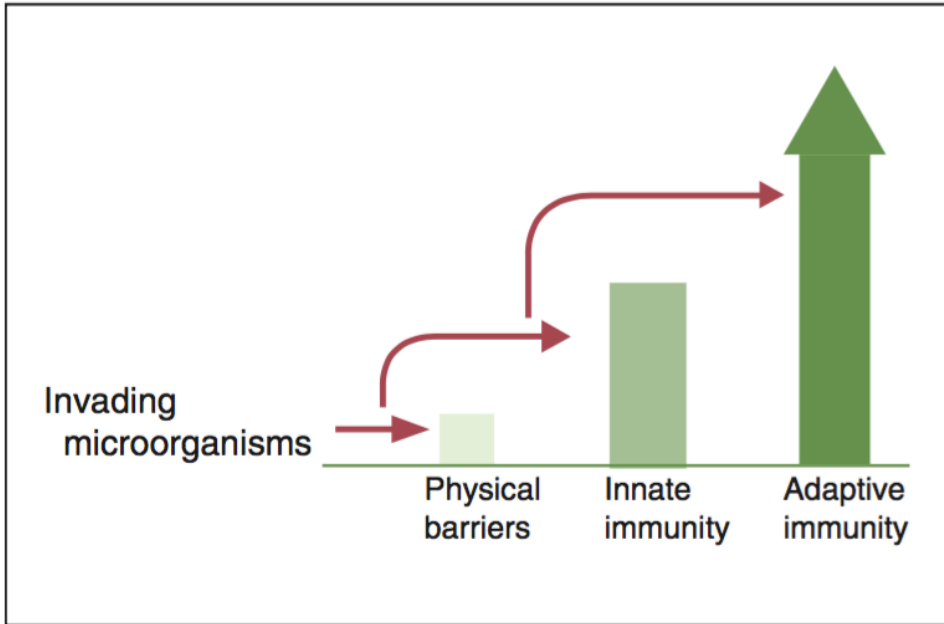 Invading
microorganisms
Physical
barriers
Innate
immunity
Adaptive
immunity